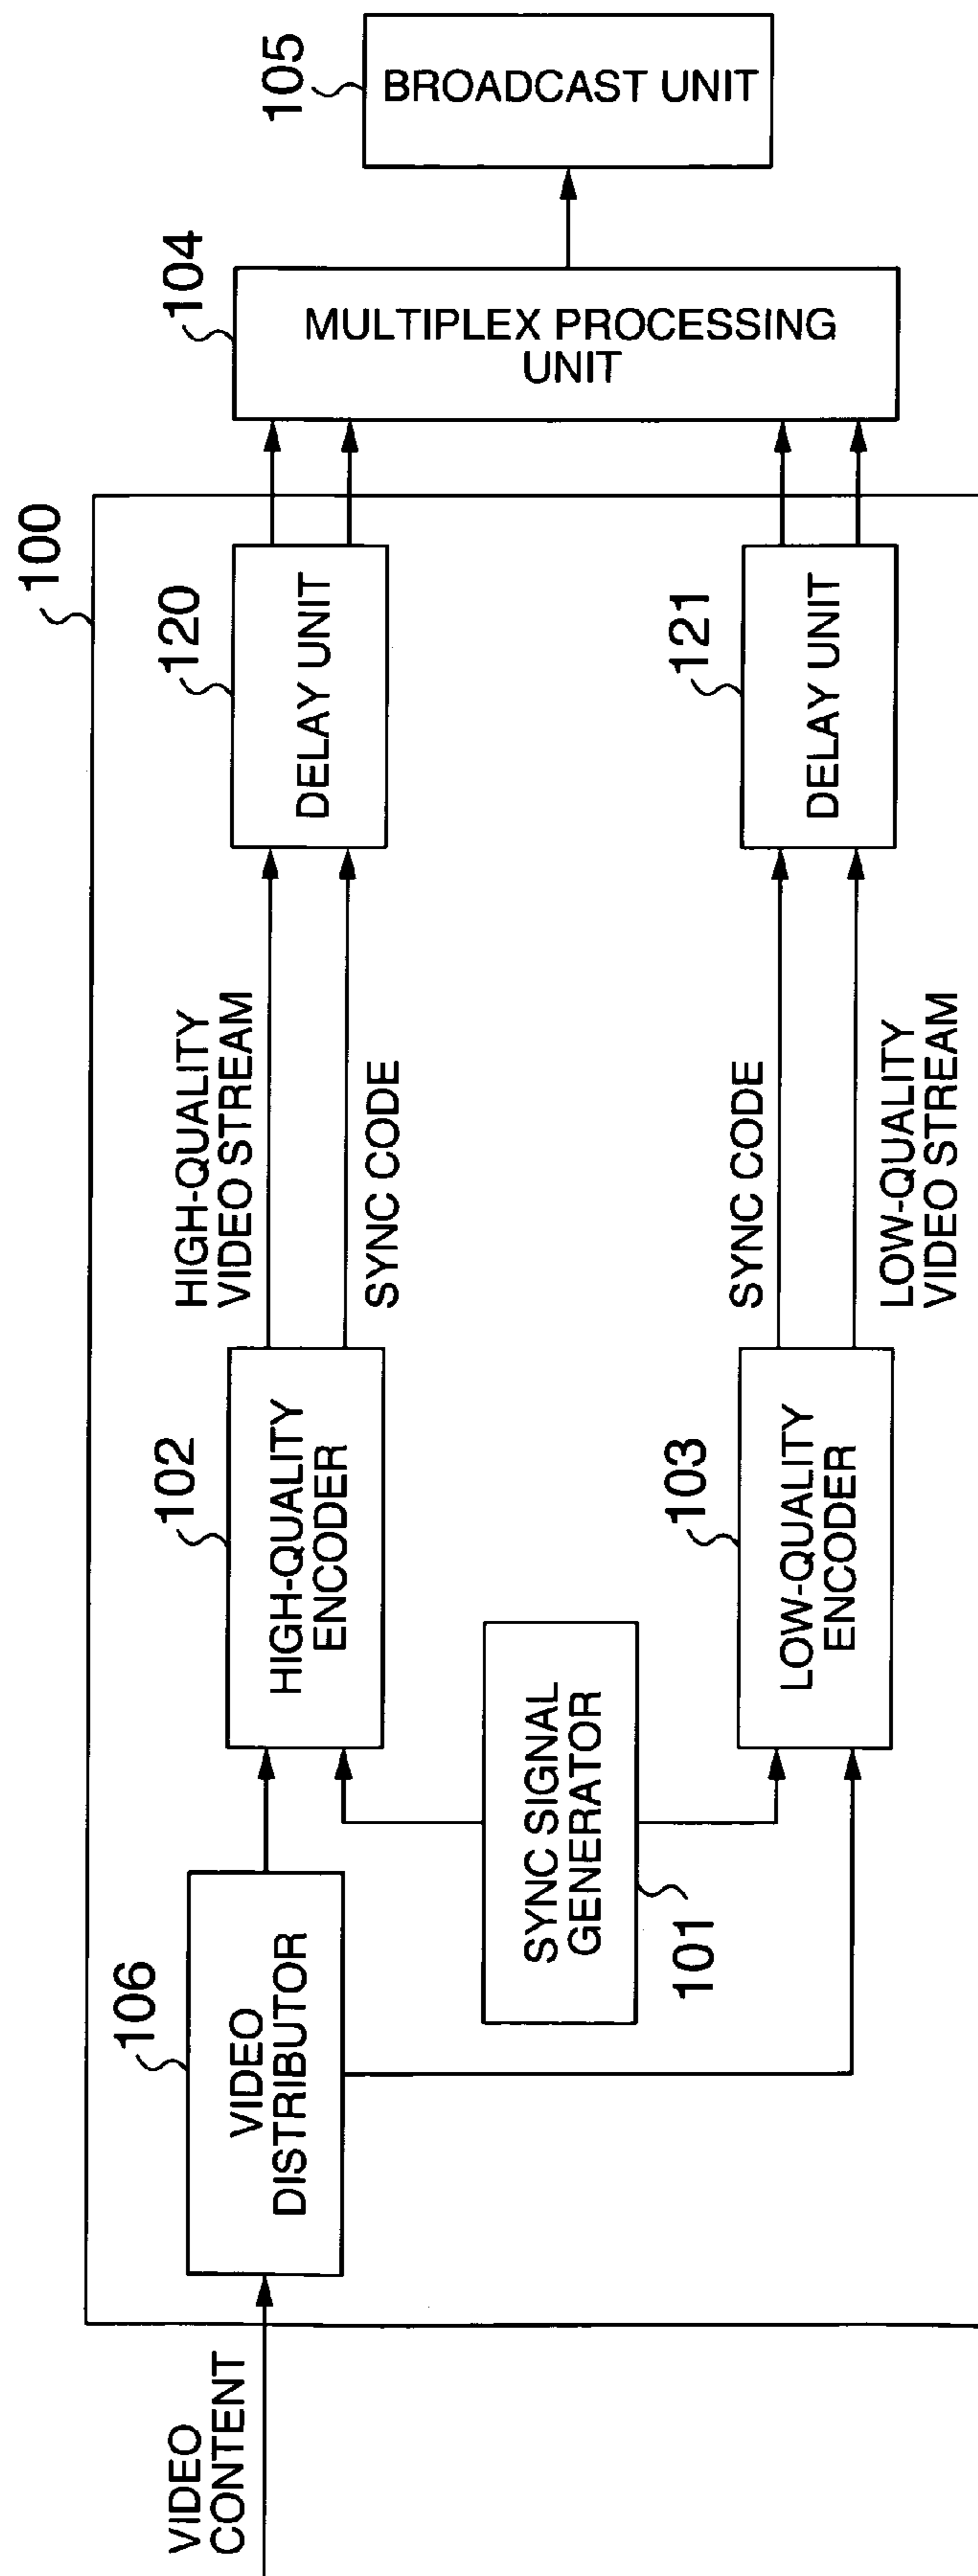 100
VIDEO
CONTENT
106
VIDEO
DISTRIBUTOR
102
HIGH-QUALITY
ENCODER
HIGH-QUALITY
VIDEO STREAM
SYNC CODE
120
DELAY UNIT
104
MULTIPLEX PROCESSING
UNIT
105
BROADCAST UNIT
SYNC SIGNAL
GENERATOR
101
103
LOW-QUALITY
ENCODER
SYNC CODE
LOW-QUALITY
VIDEO STREAM
121
DELAY UNIT